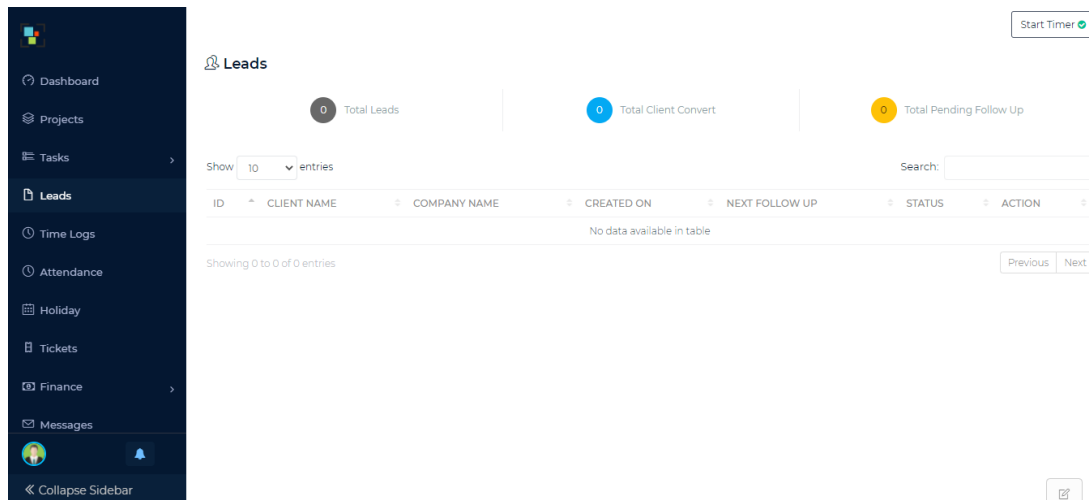 Start Timer
Leads
0 Total Leads
0 Total Client Convert
0 Total Pending Follow Up
Dashboard
Projects
Tasks
Leads
Time Logs
Attendance
Holiday
Tickets
Finance
Messages
Collapse Sidebar
Show 10 entries
Search:
ID CLIENT NAME COMPANY NAME CREATED ON NEXT FOLLOW UP STATUS ACTION
No data available in table
Showing 0 to 0 of 0 entries
Previous Next